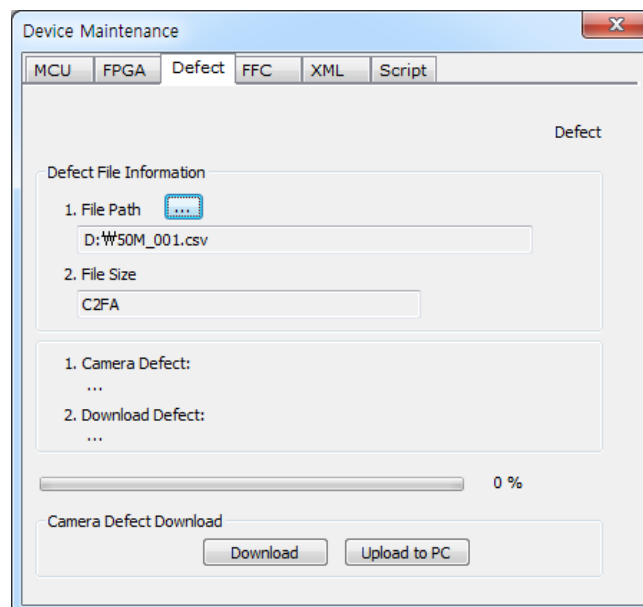 Device Maintenance
MCU FPGA Defect FFC XML Script
Defect
Defect File Information
1. File Path ...
D:₩50M_001.csv
2. File Size
C2FA
1. Camera Defect:
...
2. Download Defect:
...
0 %
Camera Defect Download
Download Upload to PC